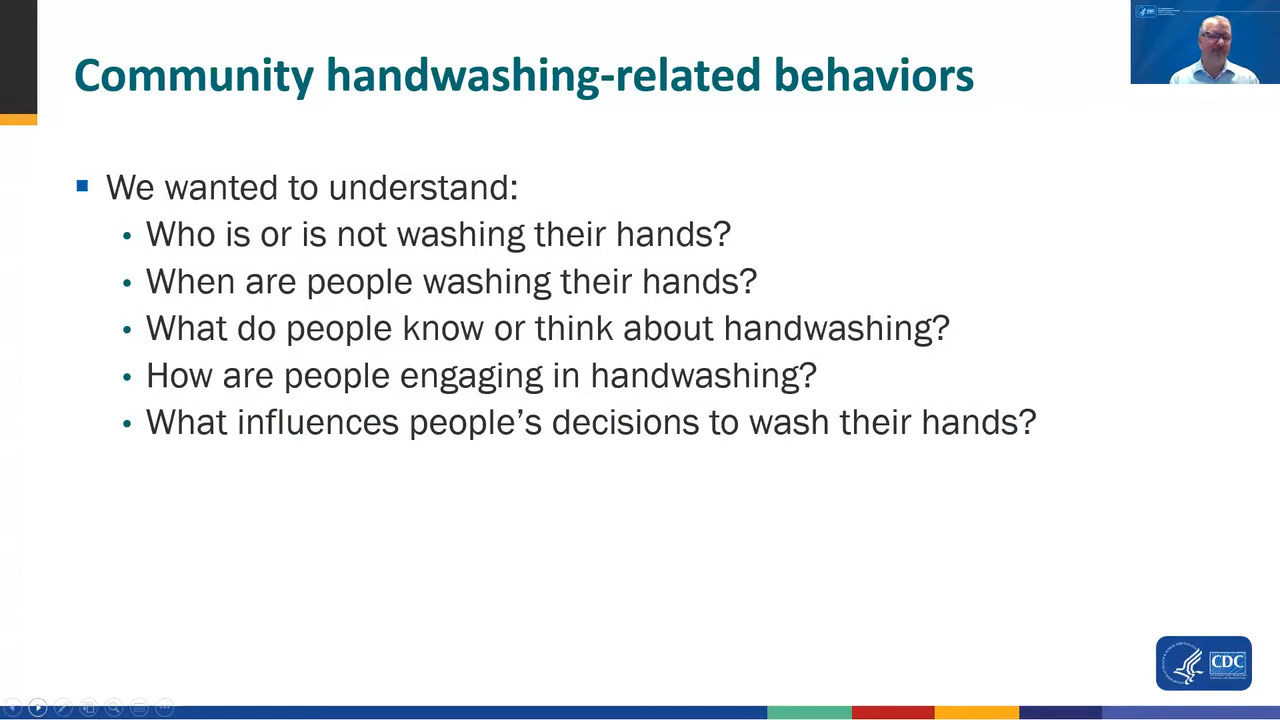 Community handwashing-related behaviors
We wanted to understand:
Who is or is not washing their hands?
When are people washing their hands?
What do people know or think about handwashing?
How are people engaging in handwashing?
What influences people’s decisions to wash their hands?
CDC